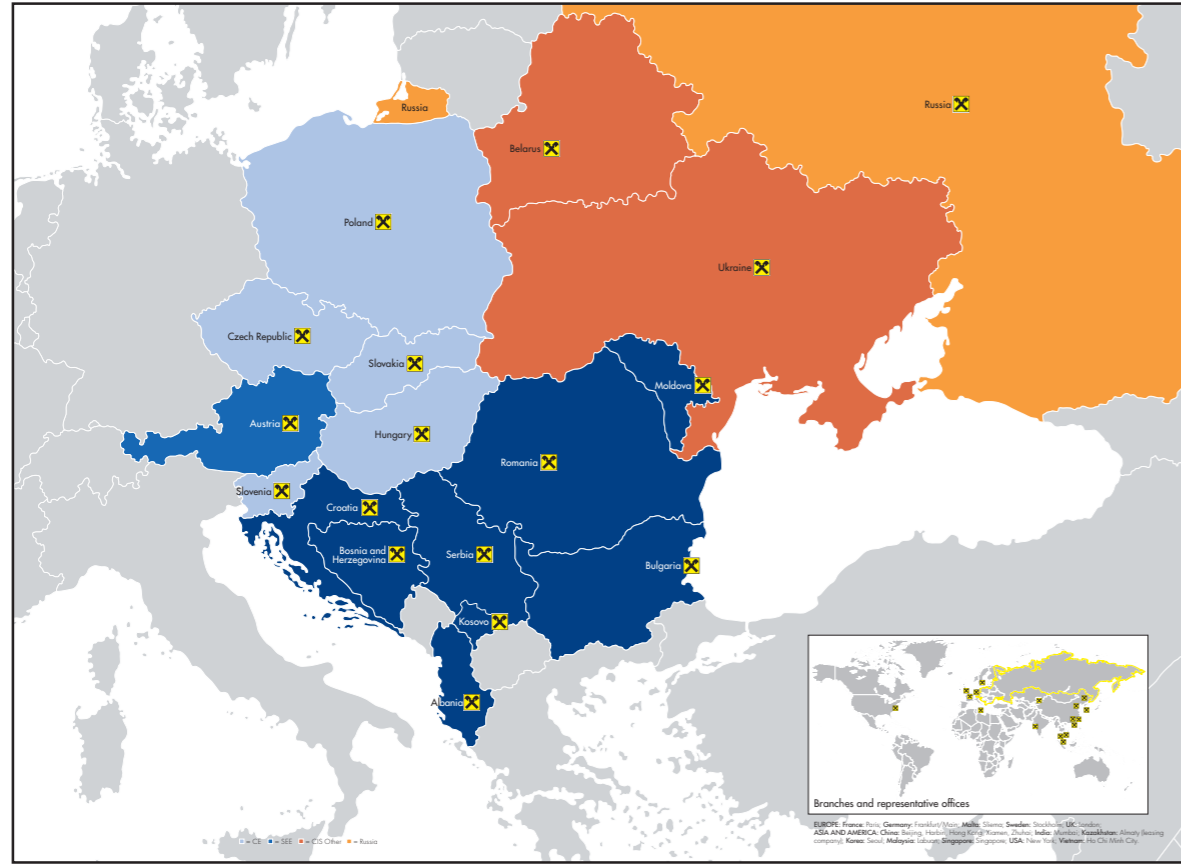 Russia
Russia
Belarus
Poland
Ukraine
Czech Republic
Slovakia
Moldova
Austria
Hungary
Romania
Slovenia
Croatia
Bosnia and
Herzegovina
Serbia
Bulgaria
Kosovo
Albania
Branches and representative offices
EUROPE: France: Paris, Germany: Frankfurt/Main, Malta: Sliema, Sweden: Stockholm, UK: London,
ASIA AND AMERICA: China: Beijing, Harbin, Hong Kong, Xiamen, Zhuhai; India: Mumbai; Kazakhstan: Almaty (leasing
company); Korea: Seoul, Malaysia: Labuan, Singapore: Singapore, USA: New York, Vietnam: Ho Chi Minh City.
= CE = SEE = CIS Other = Russia